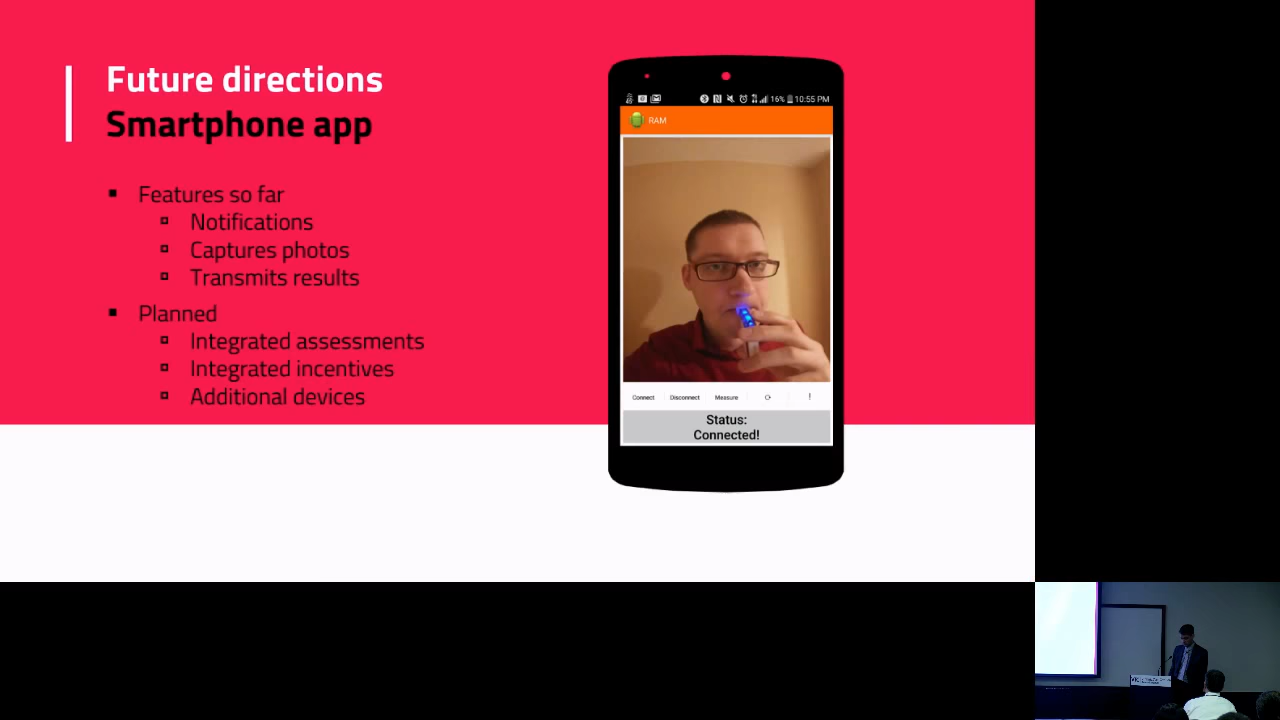 Future directions
Smartphone app
Features so far
Notifications
Captures photos
Transmits results
Planned
Integrated assessments
Integrated incentives
Additional devices
16% 10:55 PM
RAM
Connect Disconnect Measure !
Status:
Connected!